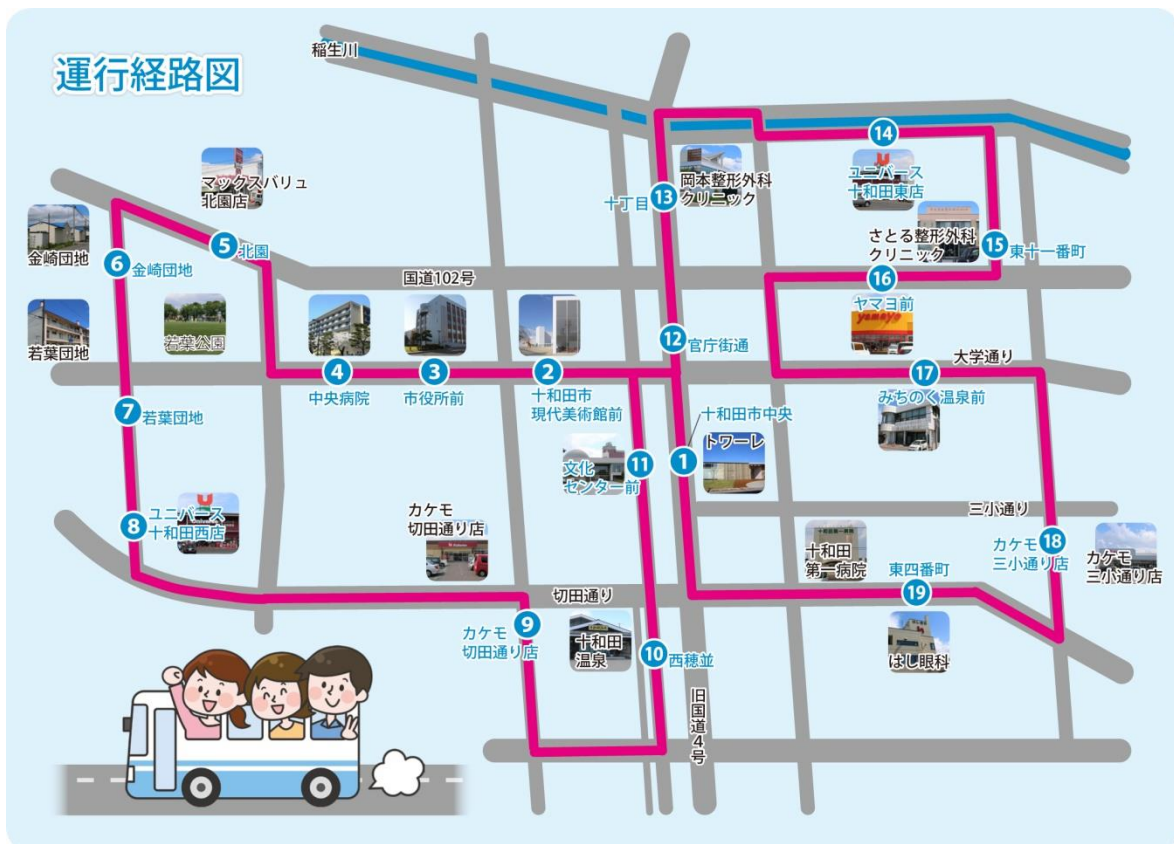 運行経路図
稲生川
マックスバリュ
北園店
金崎団地
6
金崎団地
5
北園
国道102号
若葉団地
若葉公園
4
中央病院
3
市役所前
2
十和田市
現代美術館前
十丁目
13
岡本整形外科
クリニック
14
ユニバース
十和田東店
さとる整形外科
クリニック
15
東十一番町
16
ヤマヨ前
yamayo
12
官庁街通
大学通り
17
みちのく温泉前
7
若葉団地
十和田市中央
トワーレ
1
文化
センター前
11
8
ユニバース
十和田西店
カケモ
切田通り店
三小通り
カケモ
三小通り店
18
カケモ
三小通り店
十和田
第一病院
東四番町
19
はし眼科
切田通り
カケモ
切田通り店
9
十和田
温泉
10
西穂並
旧国道4号